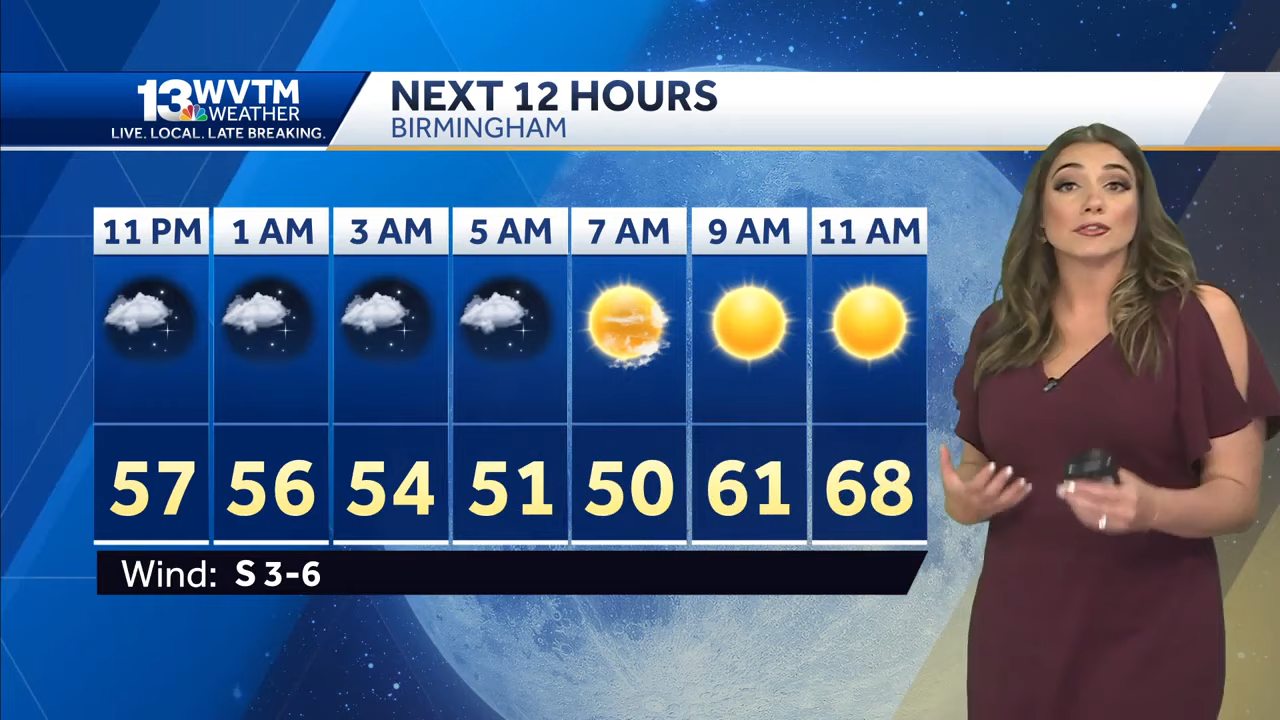 13 WVTM
WEATHER
LIVE. LOCAL. LATE BREAKING.
NEXT 12 HOURS
BIRMINGHAM
11 PM 1 AM 3 AM 5 AM 7 AM 9 AM 11 AM
57 56 54 51 50 61 68
Wind: S 3-6